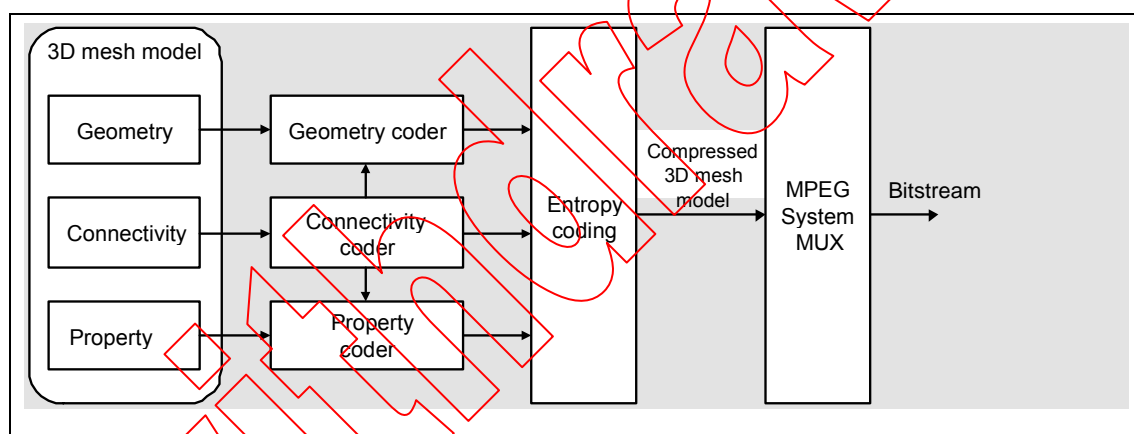 3D mesh model
Geometry
Geometry coder
Connectivity
Connectivity
coder
Property
Property
coder
Entropy
coding
Compressed
3D mesh
model
MPEG
System
MUX
Bitstream